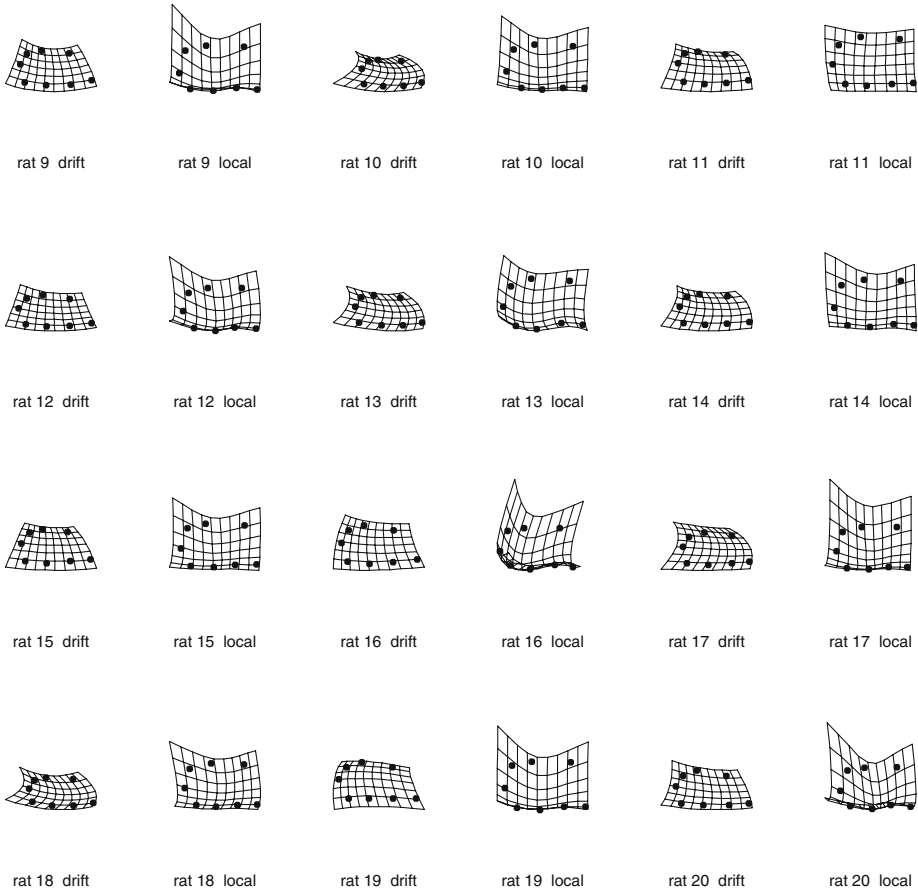 rat 9 drift rat 9 local rat 10 drift rat 10 local rat 11 drift rat 11 local
rat 12 drift rat 12 local rat 13 drift rat 13 local rat 14 drift rat 14 local
rat 15 drift rat 15 local rat 16 drift rat 16 local rat 17 drift rat 17 local
rat 18 drift rat 18 local rat 19 drift rat 19 local rat 20 drift rat 20 local